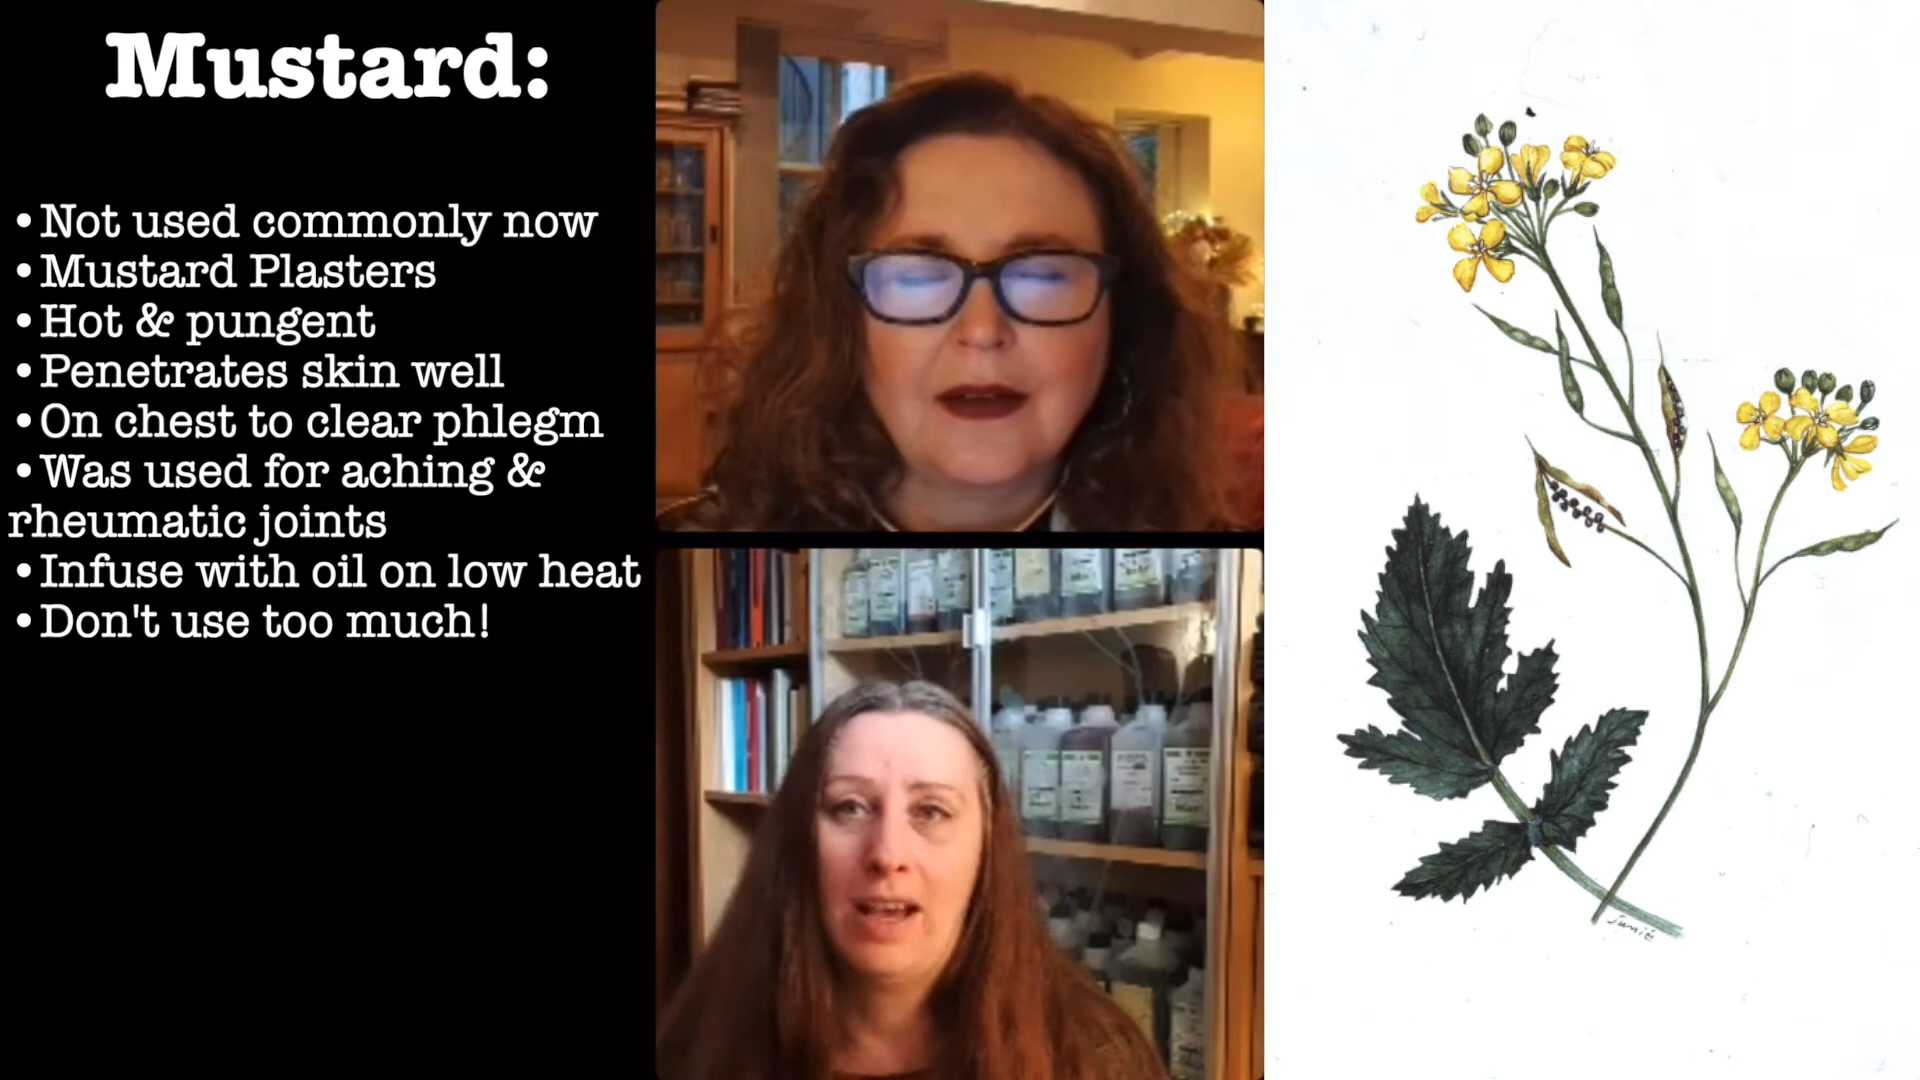 Mustard:
•Not used commonly now
•Mustard Plasters
•Hot & pungent
•Penetrates skin well
•On chest to clear phlegm
•Was used for aching &
rheumatic joints
•Infuse with oil on low heat
•Don't use too much!